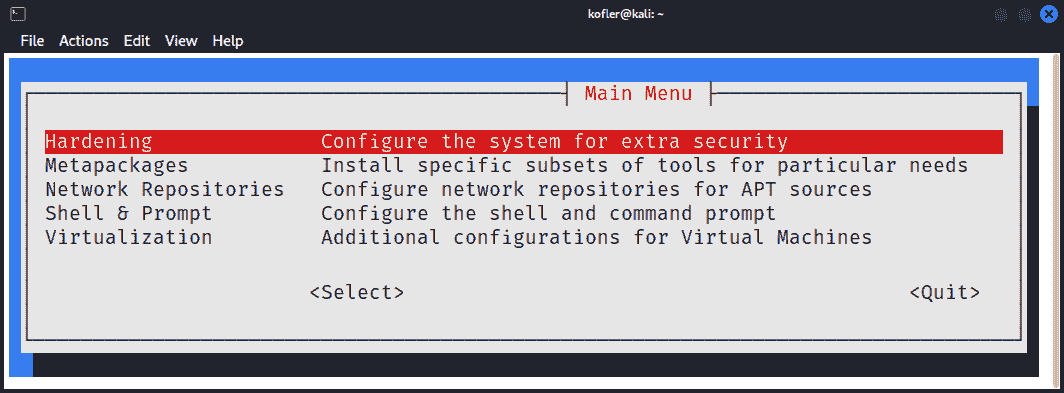 kofler@kali: ~
File Actions Edit View Help
Main Menu
Hardening Configure the system for extra security
Metapackages Install specific subsets of tools for particular needs
Network Repositories Configure network repositories for APT sources
Shell & Prompt Configure the shell and command prompt
Virtualization Additional configurations for Virtual Machines
<Select> <Quit>